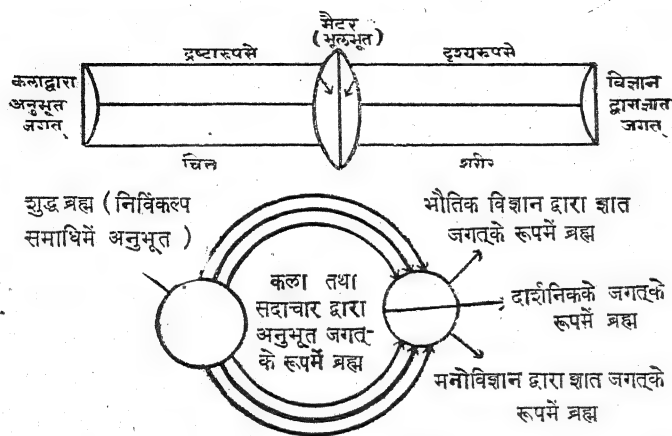 मैटर
(भूलभूत)
द्रष्टारूपसे
दृश्यरूपसे
कलाद्वारा
अनुभूत
जगत्
विज्ञान
द्वाराज्ञात
जगत्
चित्त
शरीर
शुद्ध ब्रह्म (निर्विकल्प
समाधिमें अनुभूत)
भौतिक विज्ञान द्वारा ज्ञात
जगत्‌के रूपमें ब्रह्म
कला तथा
सदाचार द्वारा
अनुभूत जगत्-
के रूपमें ब्रह्म
दार्शनिकके जगत्‌के
रूपमें ब्रह्म
मनोविज्ञान द्वारा ज्ञात जगत्‌के
रूपमें ब्रह्म